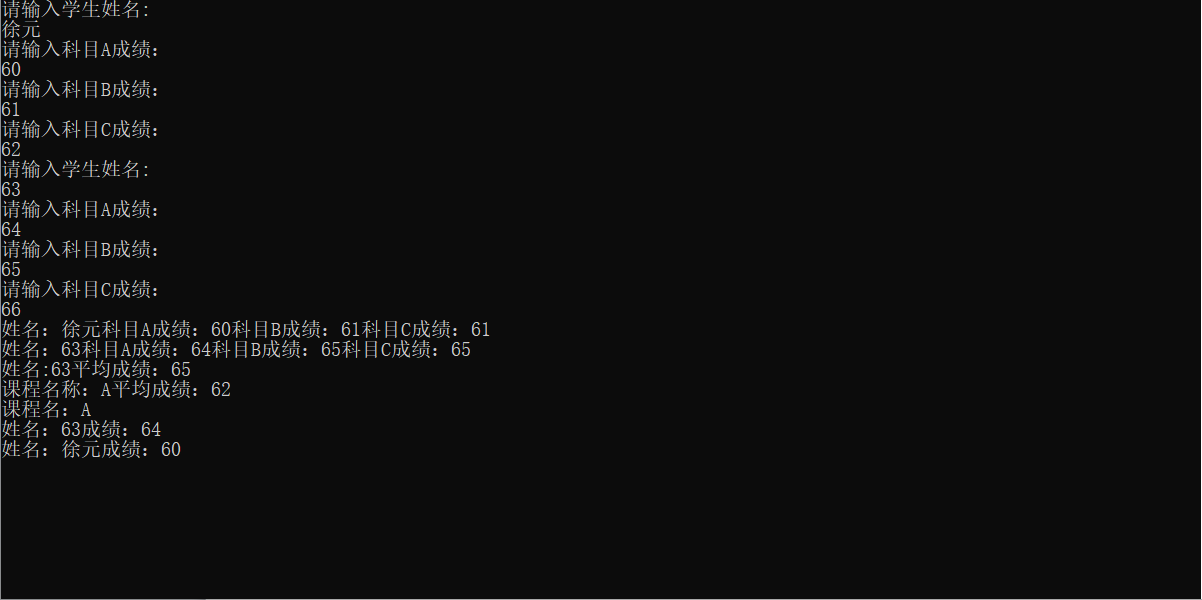 请输入学生姓名:
徐元
请输入科目A成绩：
60
请输入科目B成绩：
61
请输入科目C成绩：
62
请输入学生姓名:
63
请输入科目A成绩：
64
请输入科目B成绩：
65
请输入科目C成绩：
66
姓名：徐元科目A成绩：60科目B成绩：61科目C成绩：61
姓名：63科目A成绩：64科目B成绩：65科目C成绩：65
姓名:63平均成绩：65
课程名称：A平均成绩：62
课程名：A
姓名：63成绩：64
姓名：徐元成绩：60